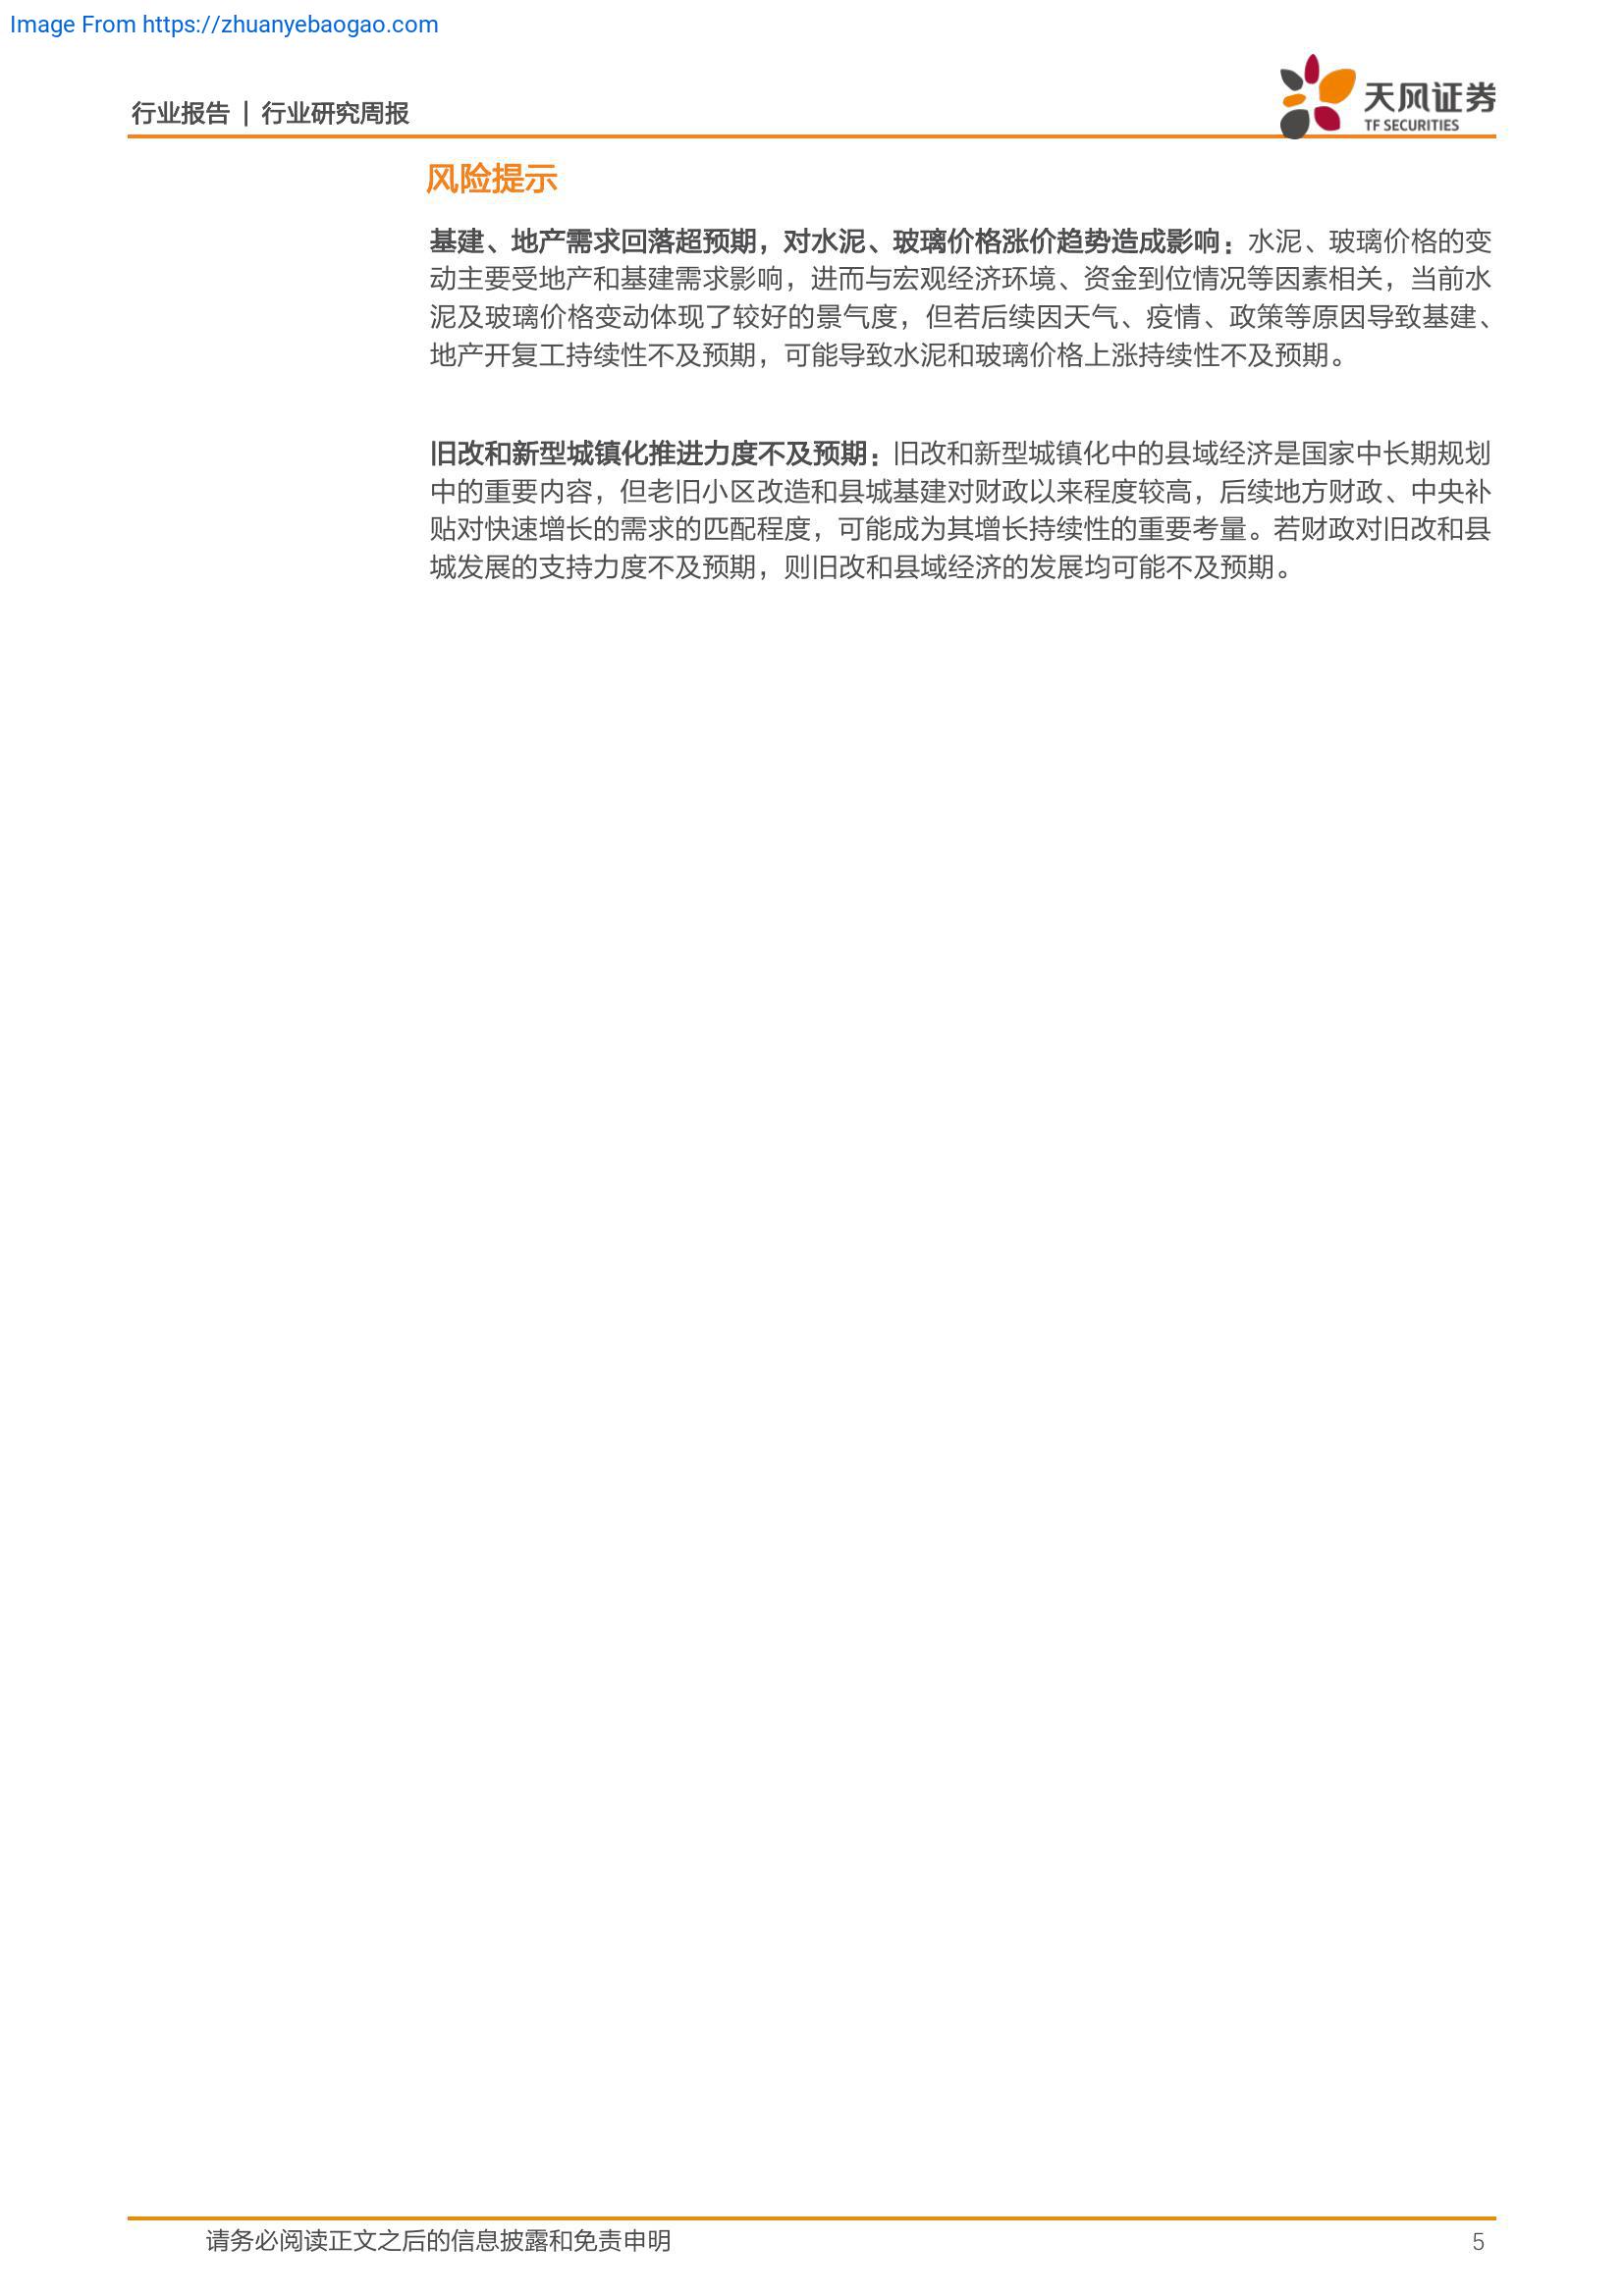 Image From https://zhuanyebaogao.com
行业报告 | 行业研究周报
天风证券
TF SECURITIES
风险提示
基建、地产需求回落超预期，对水泥、玻璃价格涨价趋势造成影响：水泥、玻璃价格的变
动主要受地产和基建需求影响，进而与宏观经济环境、资金到位情况等因素相关，当前水
泥及玻璃价格变动体现了较好的景气度，但若后续因天气、疫情、政策等原因导致基建、
地产开复工持续性不及预期，可能导致水泥和玻璃价格上涨持续性不及预期。
旧改和新型城镇化推进力度不及预期：旧改和新型城镇化中的县域经济是国家中长期规划
中的重要内容，但老旧小区改造和县城基建对财政以来程度较高，后续地方财政、中央补
贴对快速增长的需求的匹配程度，可能成为其增长持续性的重要考量。若财政对旧改和县
城发展的支持力度不及预期，则旧改和县域经济的发展均可能不及预期。
请务必阅读正文之后的信息披露和免责申明
5